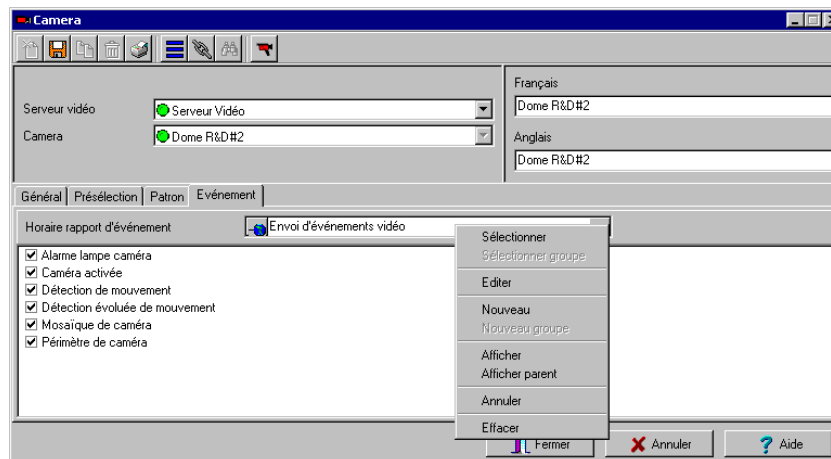 Camera
Français
Serveur vidéo
Serveur Vidéo
Dome R&D#2
Camera
Dome R&D#2
Anglais
Dome R&D#2
Général
Présélection
Patron
Evénement
Horaire rapport d'événement
Envoi d'événements vidéo
Alarme lampe caméra
Caméra activée
Détection de mouvement
Détection évoluée de mouvement
Mosaïque de caméra
Périmètre de caméra
Sélectionner
Sélectionner groupe
Editer
Nouveau
Nouveau groupe
Afficher
Afficher parent
Annuler
Effacer
Fermer
Annuler
Aide